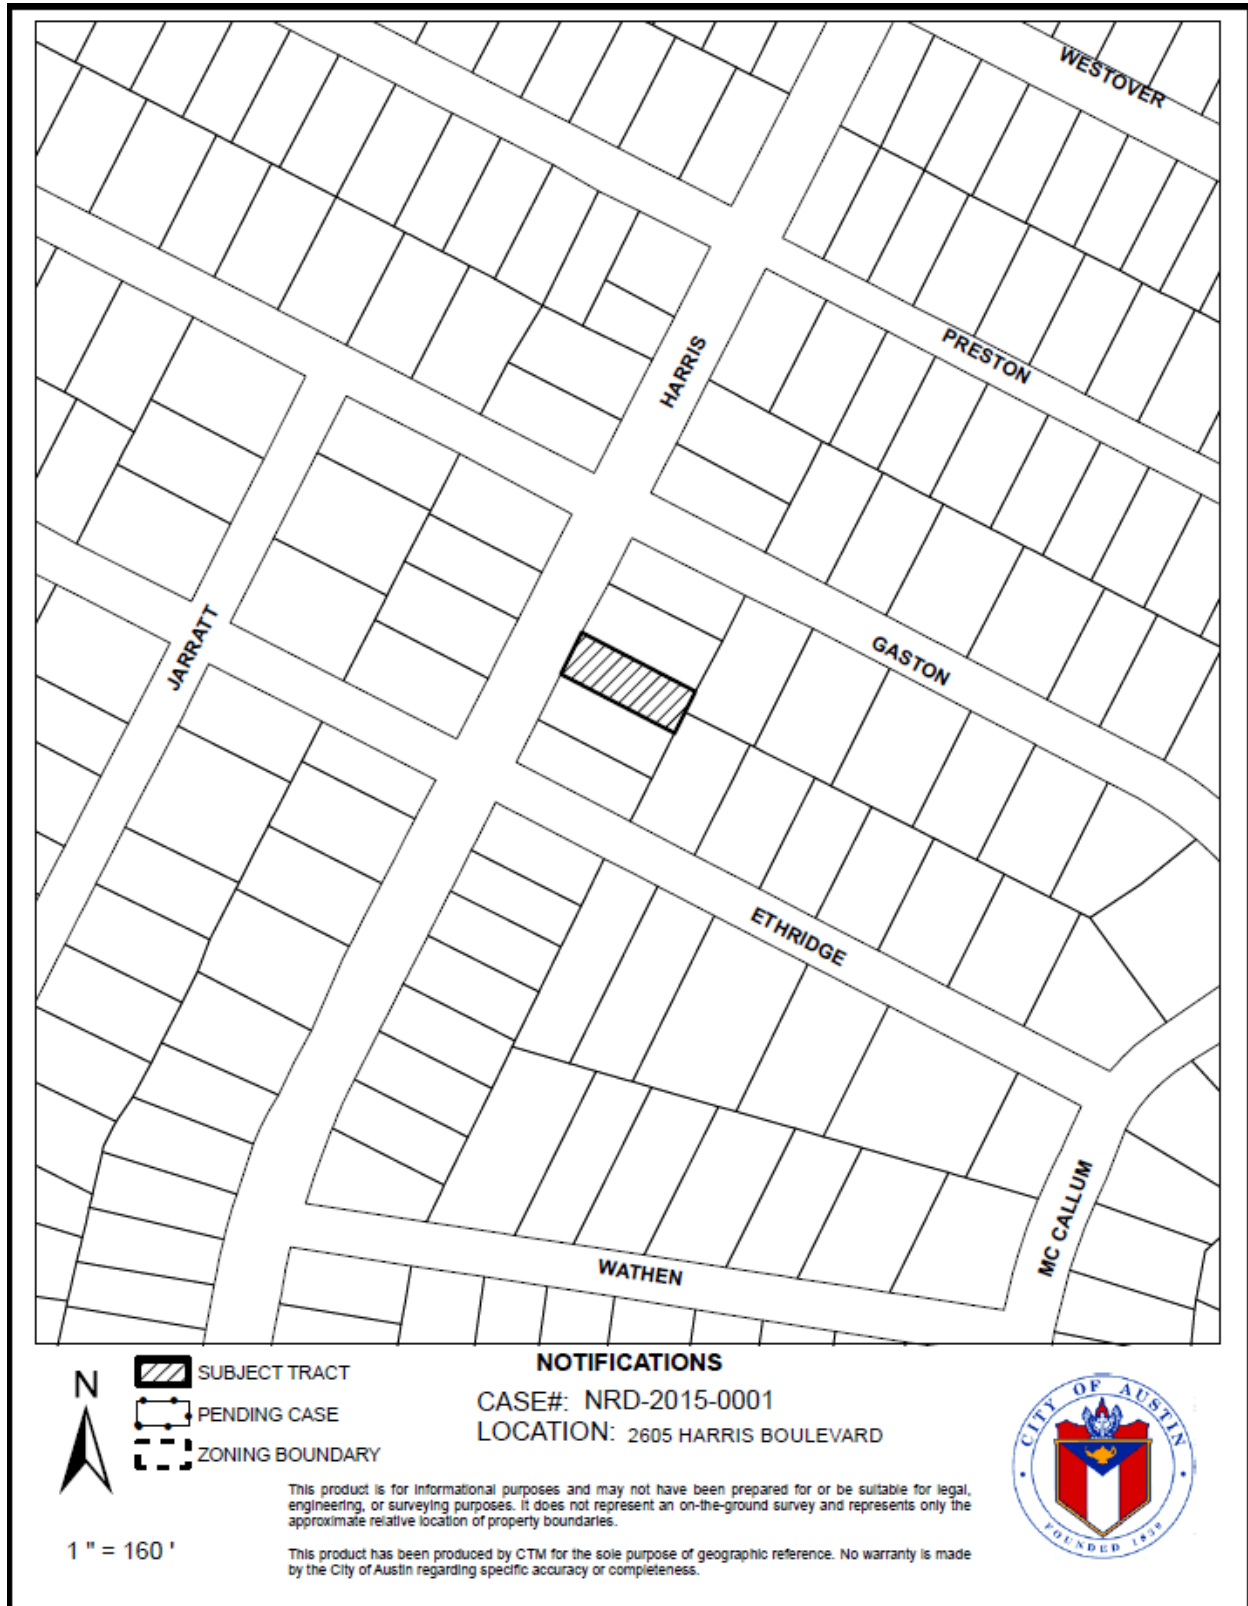 WESTOVER
HARRIS
PRESTON
JARRATT
GASTON
ETHRIDGE
MC CALLUM
WATHEN
N
1 " = 160 '
SUBJECT TRACT
PENDING CASE
ZONING BOUNDARY
NOTIFICATIONS
CASE#: NRD-2015-0001
LOCATION: 2605 HARRIS BOULEVARD
This product is for informational purposes and may not have been prepared for or be suitable for legal,
engineering, or surveying purposes. It does not represent an on-the-ground survey and represents only the
approximate relative location of property boundaries.
This product has been produced by CTM for the sole purpose of geographic reference. No warranty is made
by the City of Austin regarding specific accuracy or completeness.
CITY OF AUSTIN
FOUNDED 1839